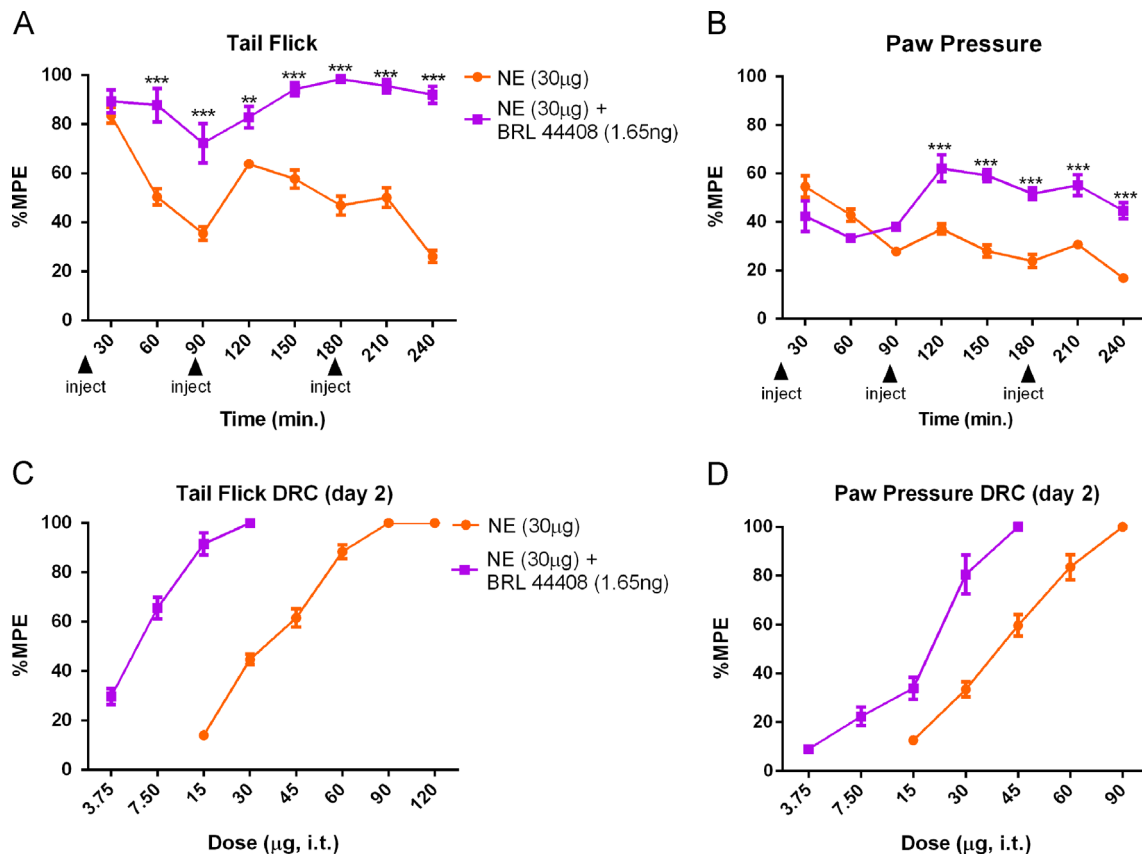 A
Tail Flick
%MPE
100
80
60
40
20
0
***
***
**
***
***
***
***
30
60
90
120
150
180
210
240
inject
inject
inject
Time (min.)
NE (30μg)
NE (30μg) +
BRL 44408 (1.65ng)
B
Paw Pressure
%MPE
100
80
60
40
20
0
***
***
***
***
***
30
60
90
120
150
180
210
240
inject
inject
inject
Time (min.)
C
Tail Flick DRC (day 2)
%MPE
100
80
60
40
20
0
3.75
7.50
15
30
45
60
90
120
Dose (μg, i.t.)
NE (30μg)
NE (30μg) +
BRL 44408 (1.65ng)
D
Paw Pressure DRC (day 2)
%MPE
100
80
60
40
20
0
3.75
7.50
15
30
45
60
90
Dose (μg, i.t.)